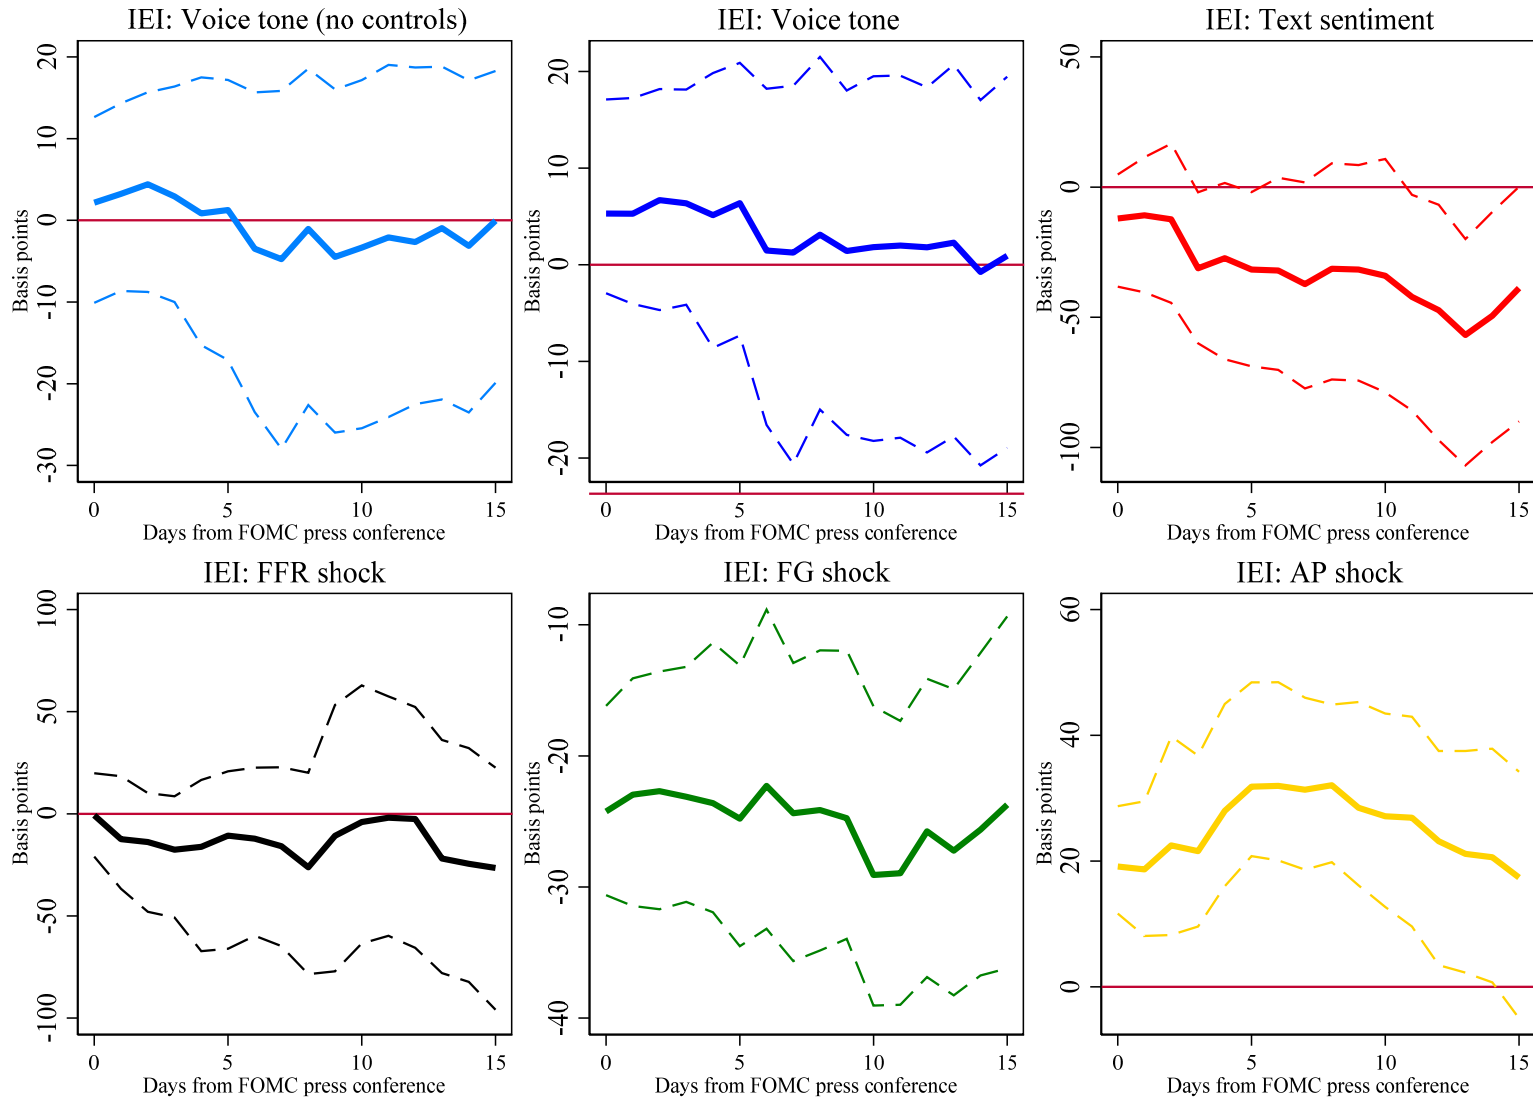 IEI: Voice tone (no controls)
Basis points
20
10
0
-10
-20
-30
0 5 10 15
Days from FOMC press conference
IEI: Voice tone
Basis points
20
10
0
-10
-20
0 5 10 15
Days from FOMC press conference
IEI: Text sentiment
Basis points
50
0
-50
-100
0 5 10 15
Days from FOMC press conference
IEI: FFR shock
Basis points
100
50
0
-50
-100
0 5 10 15
Days from FOMC press conference
IEI: FG shock
Basis points
-10
-20
-30
-40
0 5 10 15
Days from FOMC press conference
IEI: AP shock
Basis points
60
40
20
0
0 5 10 15
Days from FOMC press conference